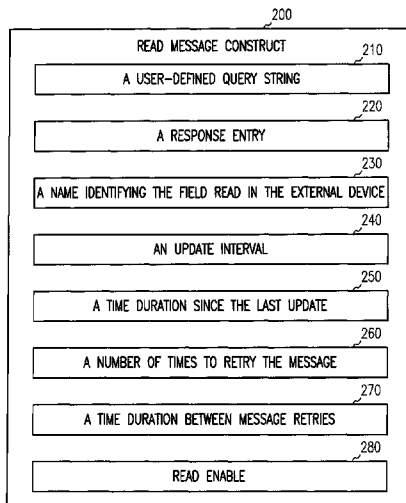 200
READ MESSAGE CONSTRUCT
210
A USER-DEFINED QUERY STRING
220
A RESPONSE ENTRY
230
A NAME IDENTIFYING THE FIELD READ IN THE EXTERNAL DEVICE
240
AN UPDATE INTERVAL
250
A TIME DURATION SINCE THE LAST UPDATE
260
A NUMBER OF TIMES TO RETRY THE MESSAGE
270
A TIME DURATION BETWEEN MESSAGE RETRIES
280
READ ENABLE